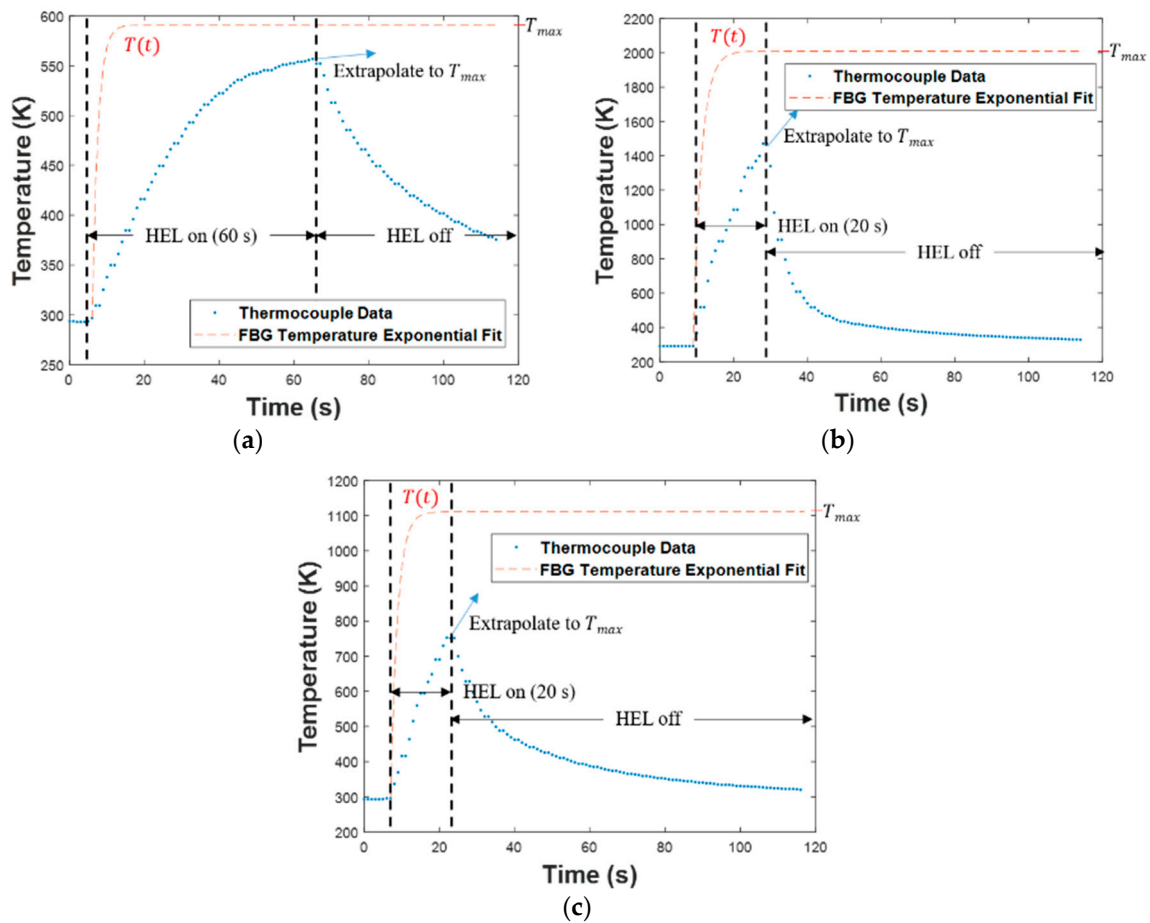 600
550
500
450
400
350
300
250
Temperature (K)
T(t)
T_max
Extrapolate to T_max
HEL on (60 s)
HEL off
Thermocouple Data
FBG Temperature Exponential Fit
0 20 40 60 80 100 120
Time (s)
(a)
2200
2000
1800
1600
1400
1200
1000
800
600
400
200
Temperature (K)
T(t)
T_max
Thermocouple Data
FBG Temperature Exponential Fit
Extrapolate to T_max
HEL on (20 s)
HEL off
0 20 40 60 80 100 120
Time (s)
(b)
1200
1100
1000
900
800
700
600
500
400
300
200
Temperature (K)
T(t)
T_max
Thermocouple Data
FBG Temperature Exponential Fit
Extrapolate to T_max
HEL on (20 s)
HEL off
0 20 40 60 80 100 120
Time (s)
(c)